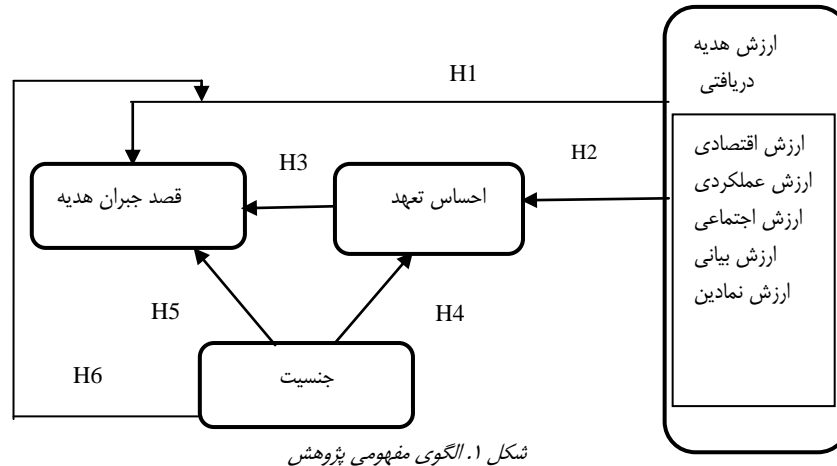 ارزش هدیه
دریافتی
ارزش اقتصادی
ارزش عملکردی
ارزش اجتماعی
ارزش بیانی
ارزش نمادین
H1
H2
H3
احساس تعهد
قصد جبران هدیه
H4
H5
H6
جنسیت
شکل ۱. الگوی مفهومی پژوهش